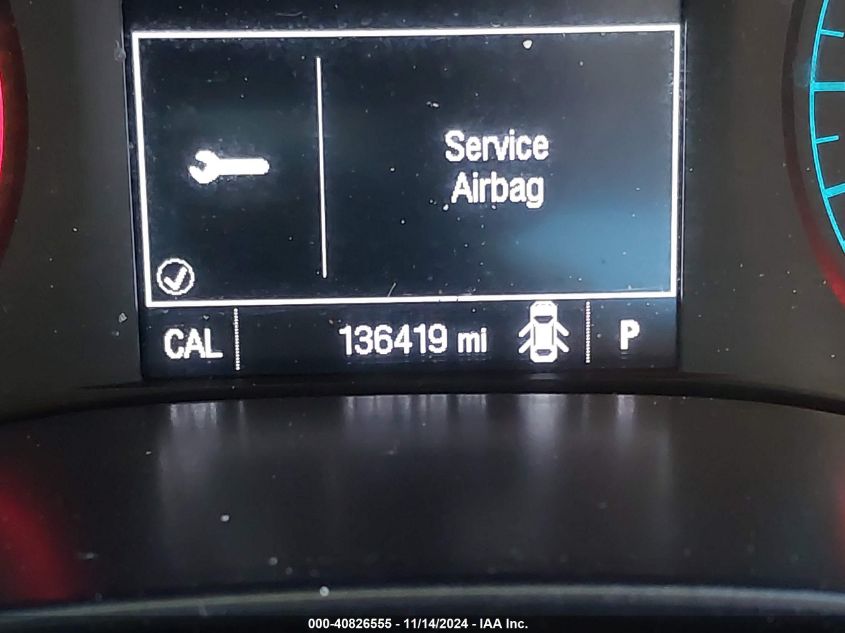 Service
Airbag
CAL 136419 mi P
000-40826555 - 11/14/2024 - IAA Inc.